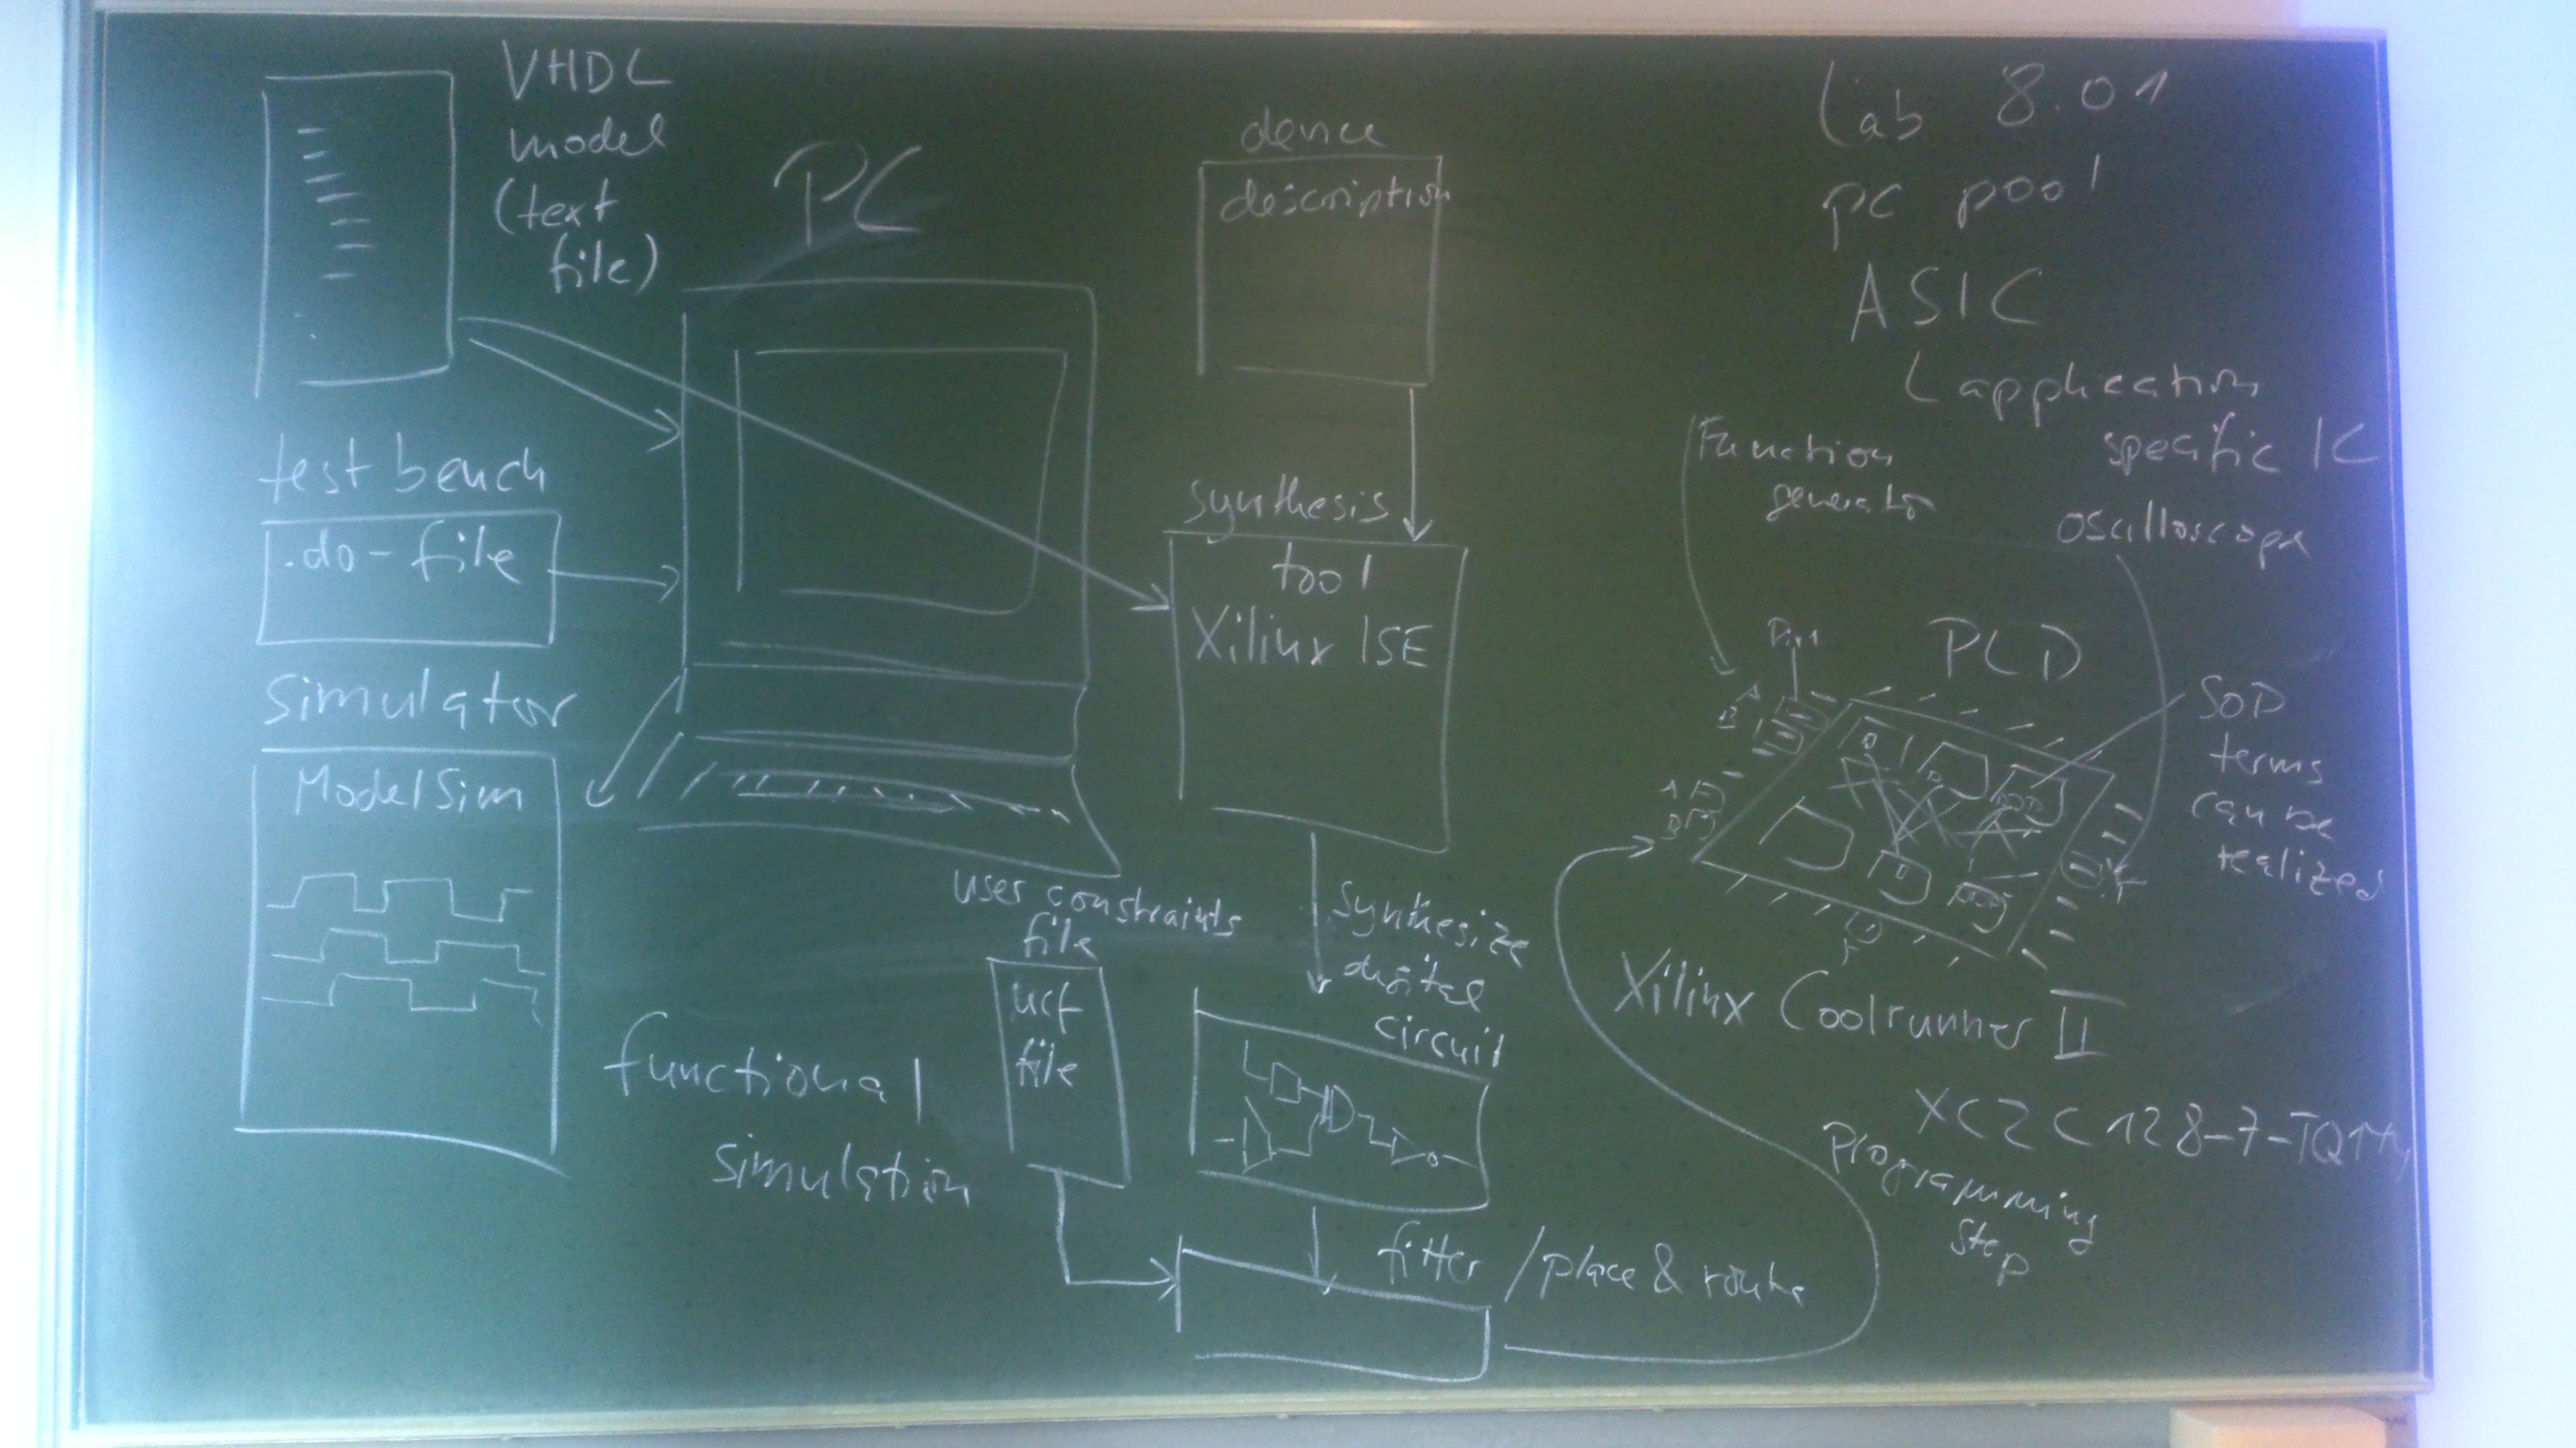 VHDL
model
(text
file)
PC
test bench
.do-file
Simulator
ModelSim
functional
simulation
device
description
synthesis
tool
Xilinx ISE
user constraints
file
ucf
file
synthesize
digital
circuit
fitter / place & route
Lab 8.01
pc pool
ASIC
(application
specific IC
Function
generator
oscilloscope
PLD
A
B
SOP
terms
can be
realized
Xilinx Coolrunner II
XC2C128-7-TQ144
programming
step